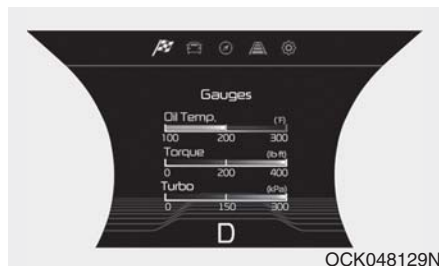 Gauges
Oil Temp. (°F)
100 200 300
Torque (lb·ft)
0 200 400
Turbo (kPa)
0 150 300
D
OCK048129N